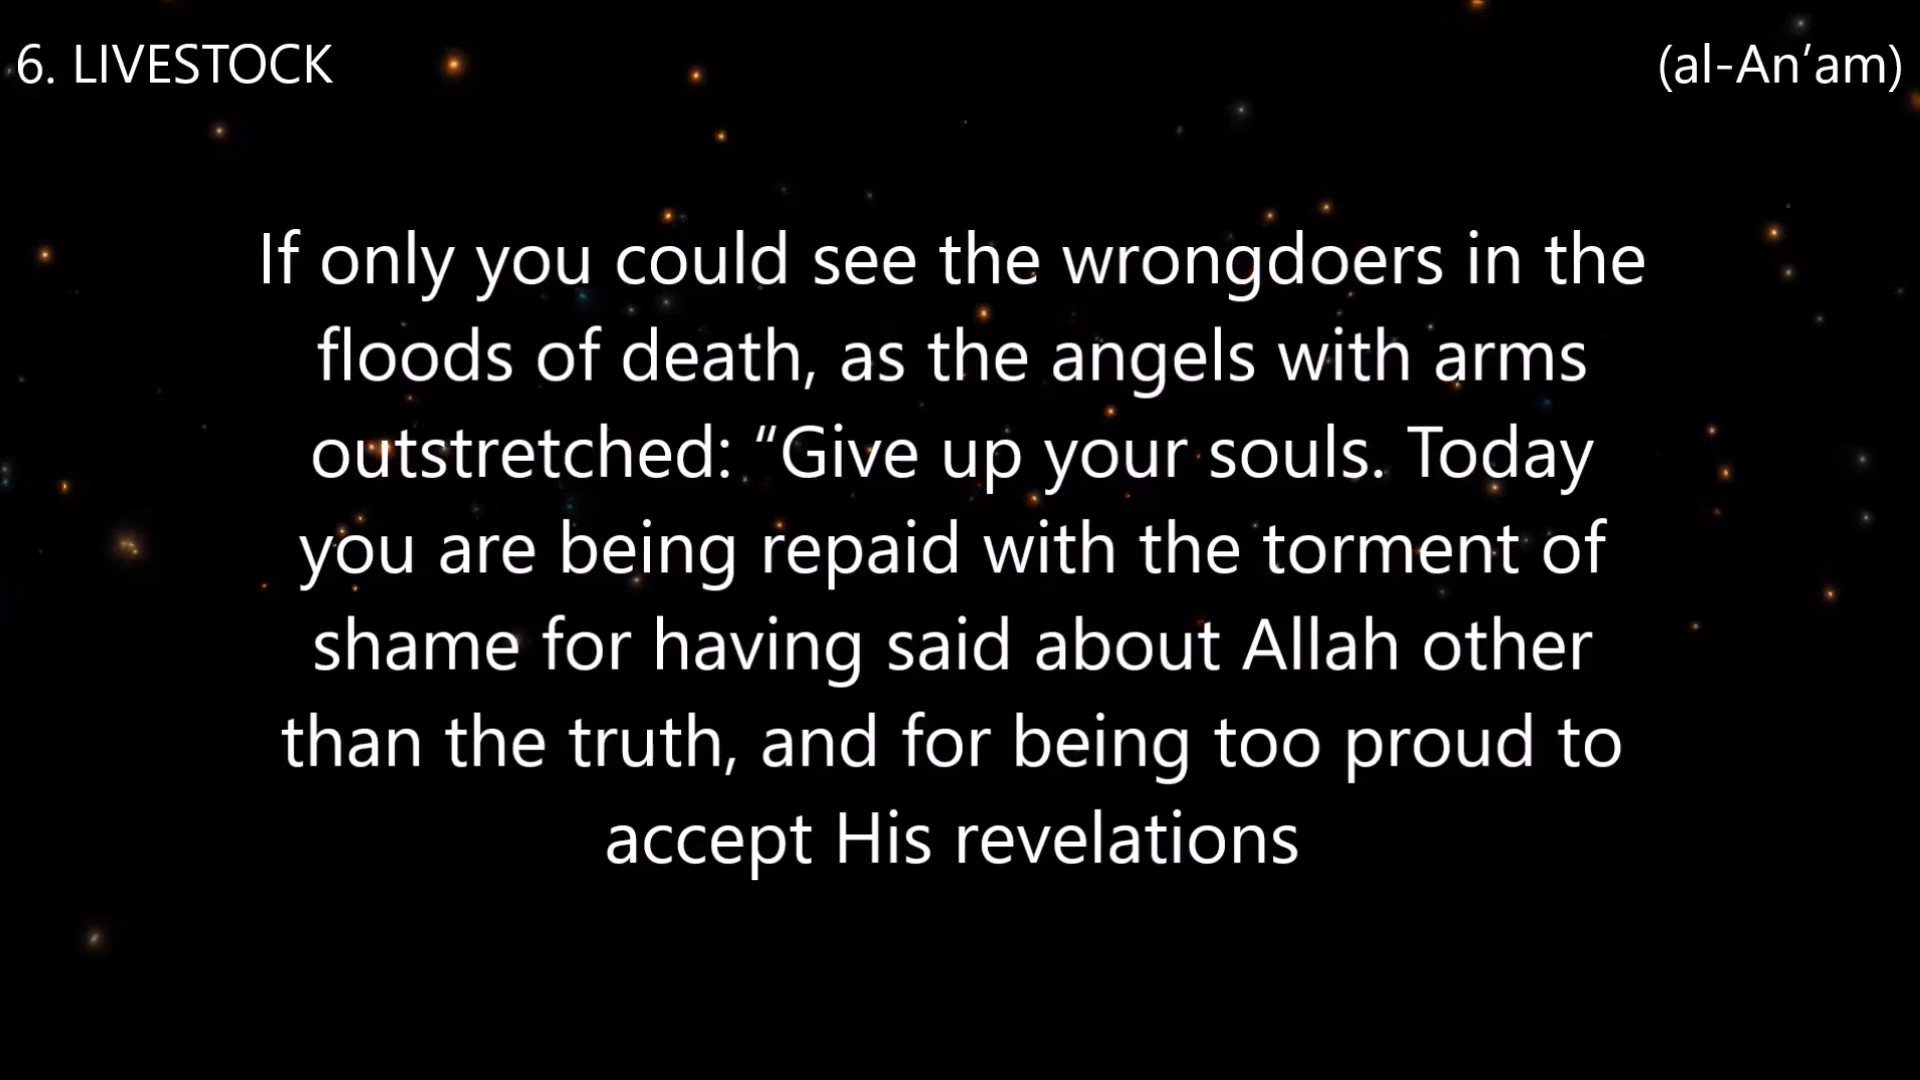 6. LIVESTOCK
(al-An’am)
If only you could see the wrongdoers in the
floods of death, as the angels with arms
outstretched: “Give up your souls. Today
you are being repaid with the torment of
shame for having said about Allah other
than the truth, and for being too proud to
accept His revelations